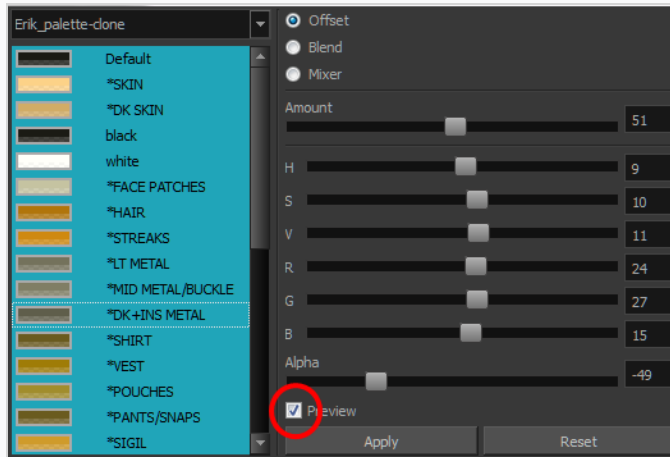 Erik_palette-clone
Default
*SKIN
*DK SKIN
black
white
*FACE PATCHES
*HAIR
*STREAKS
*LT METAL
*MID METAL/BUCKLE
*DK+INS METAL
*SHIRT
*VEST
*POUCHES
*PANTS/SNAPS
*SIGIL
Offset
Blend
Mixer
Amount
51
H 9
S 10
V 11
R 24
G 27
B 15
Alpha
-49
Preview
Apply Reset